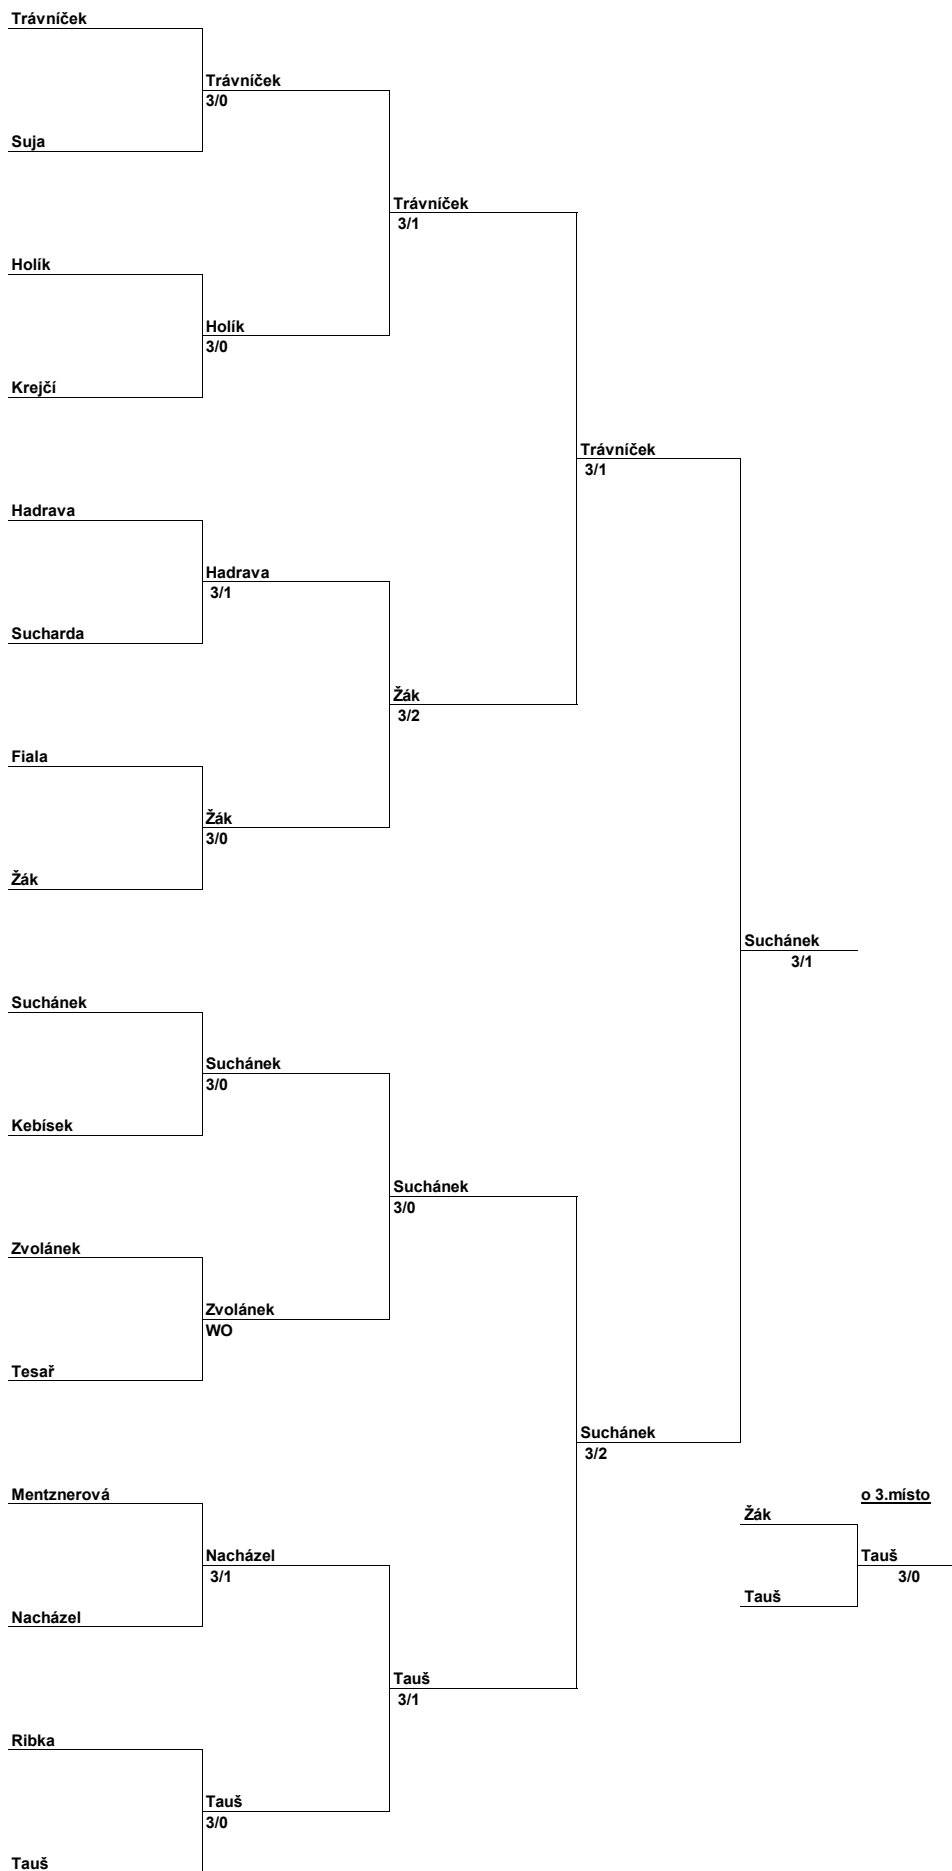 Trávníček
Trávníček
3/0
Suja
Trávníček
3/1
Holík
Holík
3/0
Krejčí
Trávníček
3/1
Hadrava
Hadrava
3/1
Sucharda
Žák
3/2
Fiala
Žák
3/0
Žák
Suchánek
3/1
Suchánek
Suchánek
3/0
Kebísek
Suchánek
3/0
Zvolánek
Zvolánek
WO
Tesař
Suchánek
3/2
Mentznerová
o 3.místo
Žák
Nacházel
3/1
Tauš
3/0
Tauš
Nacházel
Tauš
3/1
Ribka
Tauš
3/0
Tauš